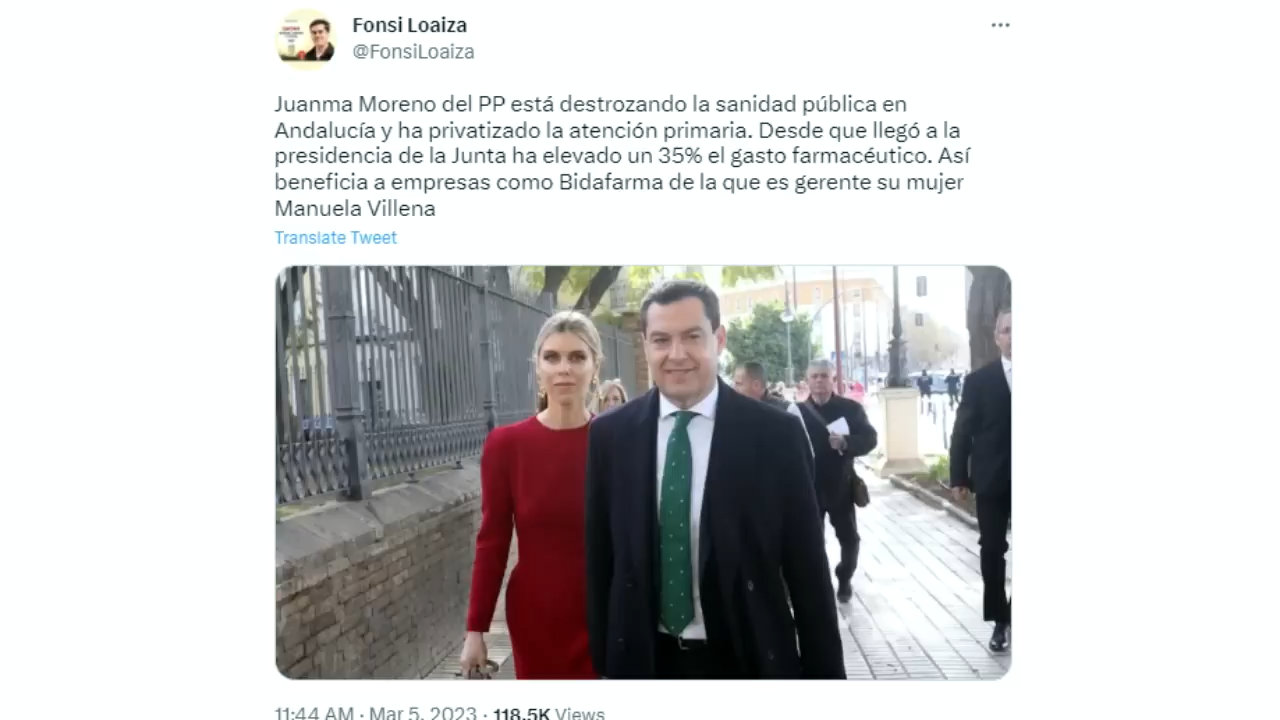 Fonsi Loaiza
@FonsiLoaiza
Juanma Moreno del PP está destrozando la sanidad pública en
Andalucía y ha privatizado la atención primaria. Desde que llegó a la
presidencia de la Junta ha elevado un 35% el gasto farmacéutico. Así
beneficia a empresas como Bidafarma de la que es gerente su mujer
Manuela Villena
Translate Tweet
11:44 AM · Mar 5, 2023 · 118.5K Views